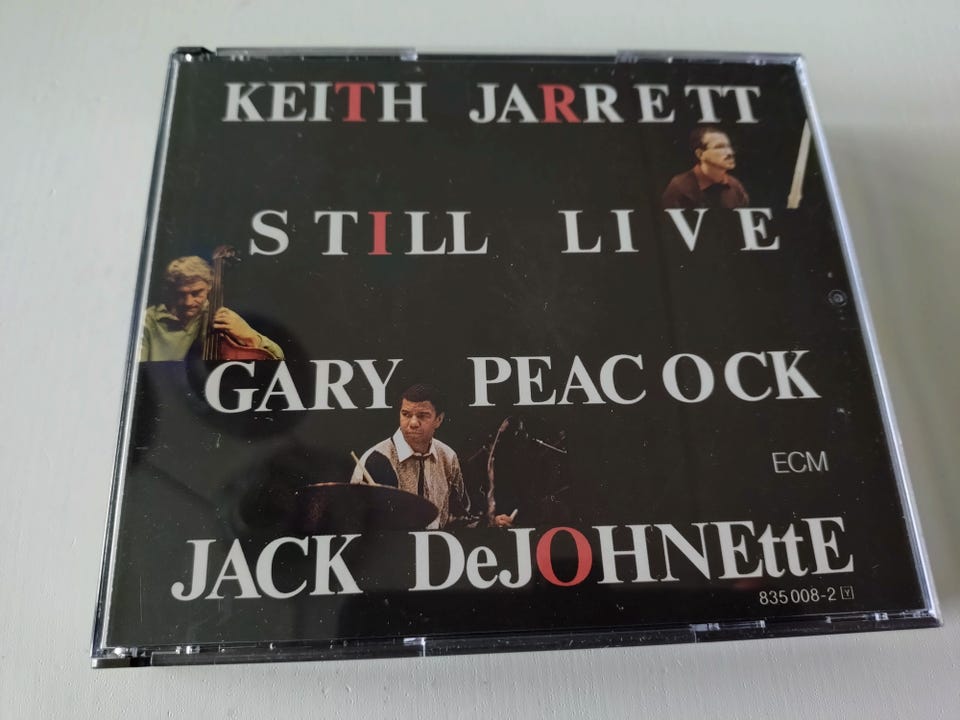 KEITH JARRETT
STILL LIVE
GARY PEACOCK
ECM
JACK DeJOHNEttE
835 008-2 Y